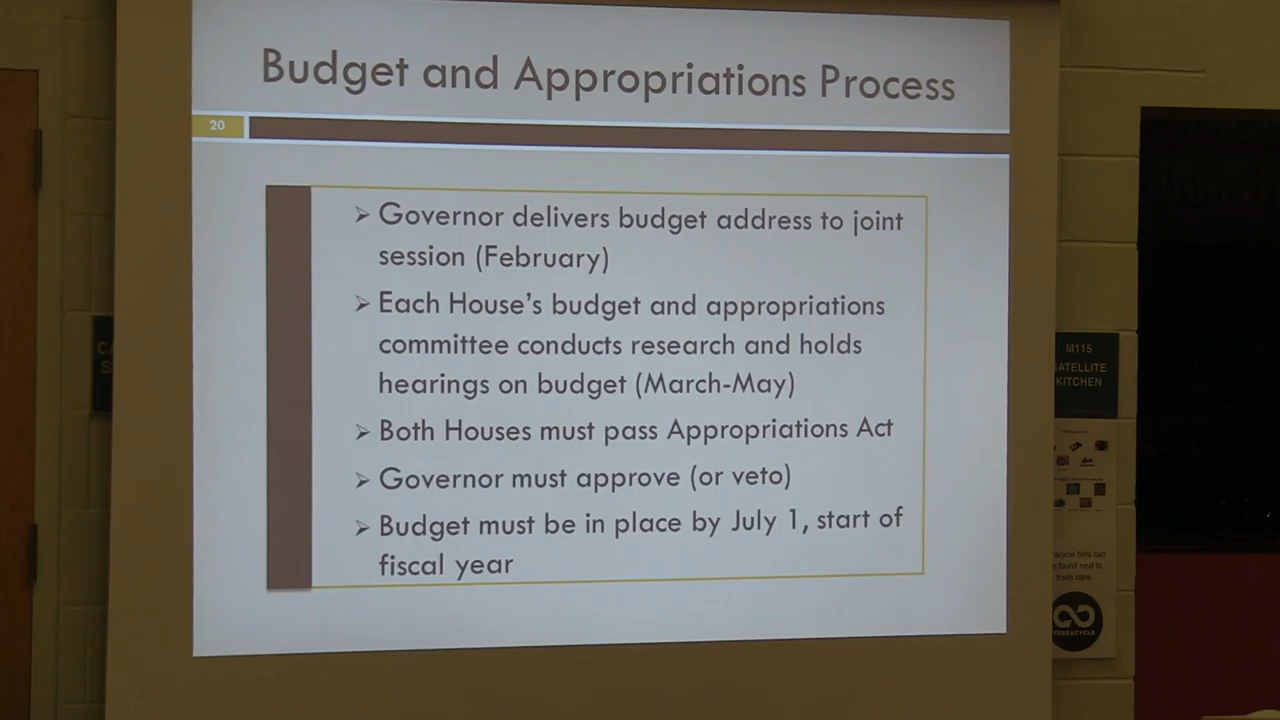 Budget and Appropriations Process
20
➢ Governor delivers budget address to joint
session (February)
➢ Each House's budget and appropriations
committee conducts research and holds
hearings on budget (March-May)
➢ Both Houses must pass Appropriations Act
➢ Governor must approve (or veto)
➢ Budget must be in place by July 1, start of
fiscal year
M115
SATELLITE
KITCHEN
found next to
trash cans.